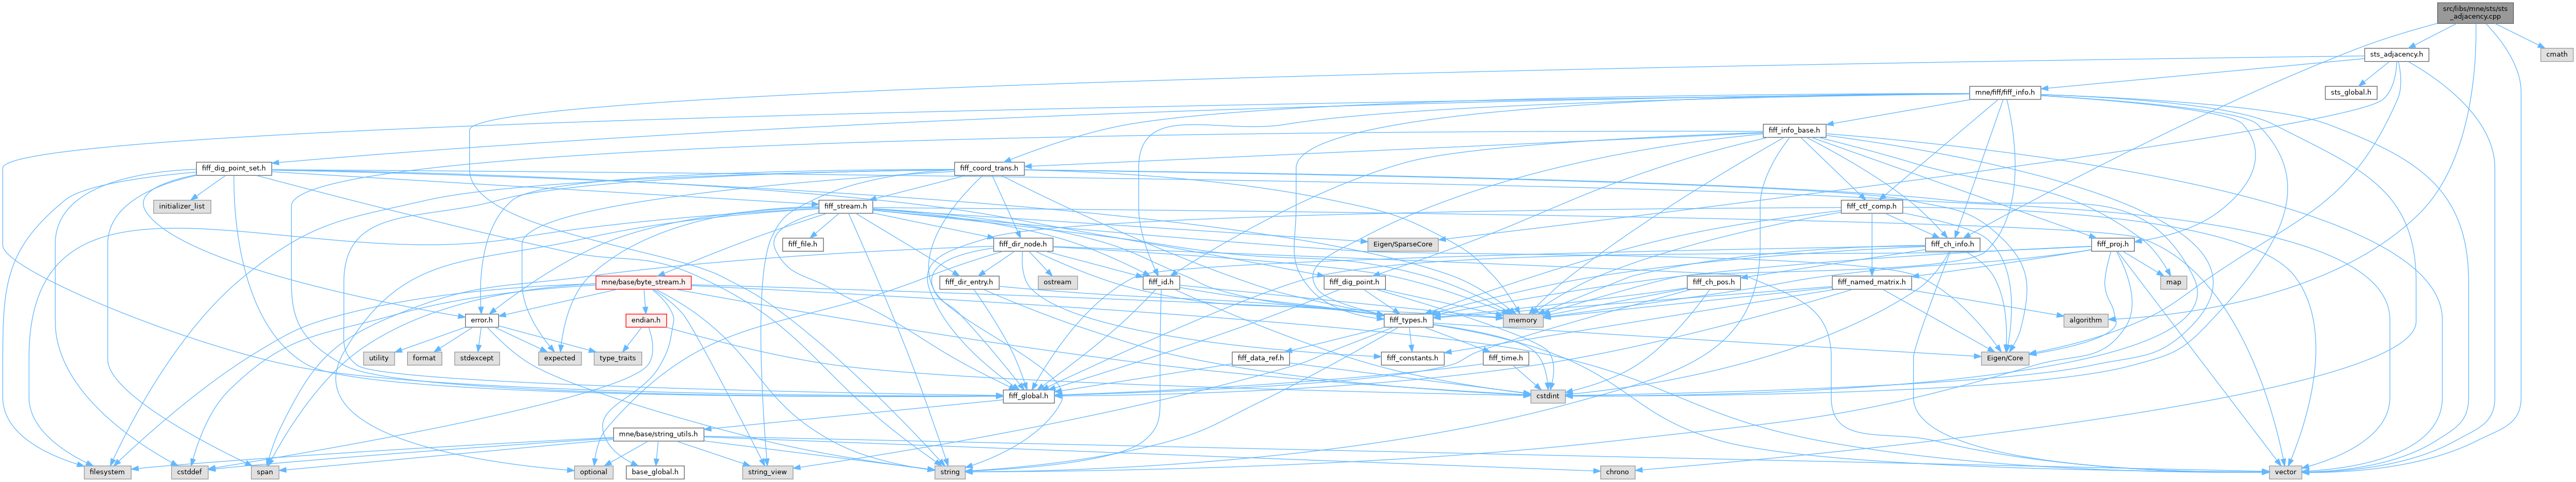 src/libs/mne/sts/sts
_adjacency.cpp
sts_adjacency.h
cmath
mne/fiff/fiff_info.h
sts_global.h
fiff_info_base.h
fiff_dig_point_set.h
fiff_coord_trans.h
initializer_list
fiff_stream.h
fiff_ctf_comp.h
fiff_file.h
fiff_dir_node.h
Eigen/SparseCore
fiff_ch_info.h
fiff_proj.h
mne/base/byte_stream.h
fiff_dir_entry.h
ostream
fiff_id.h
fiff_dig_point.h
fiff_ch_pos.h
fiff_named_matrix.h
map
error.h
endian.h
memory
fiff_types.h
algorithm
utility
format
stdexcept
expected
type_traits
fiff_data_ref.h
fiff_constants.h
fiff_time.h
Eigen/Core
fiff_global.h
cstdint
mne/base/string_utils.h
filesystem
cstddef
span
optional
base_global.h
string_view
string
chrono
vector